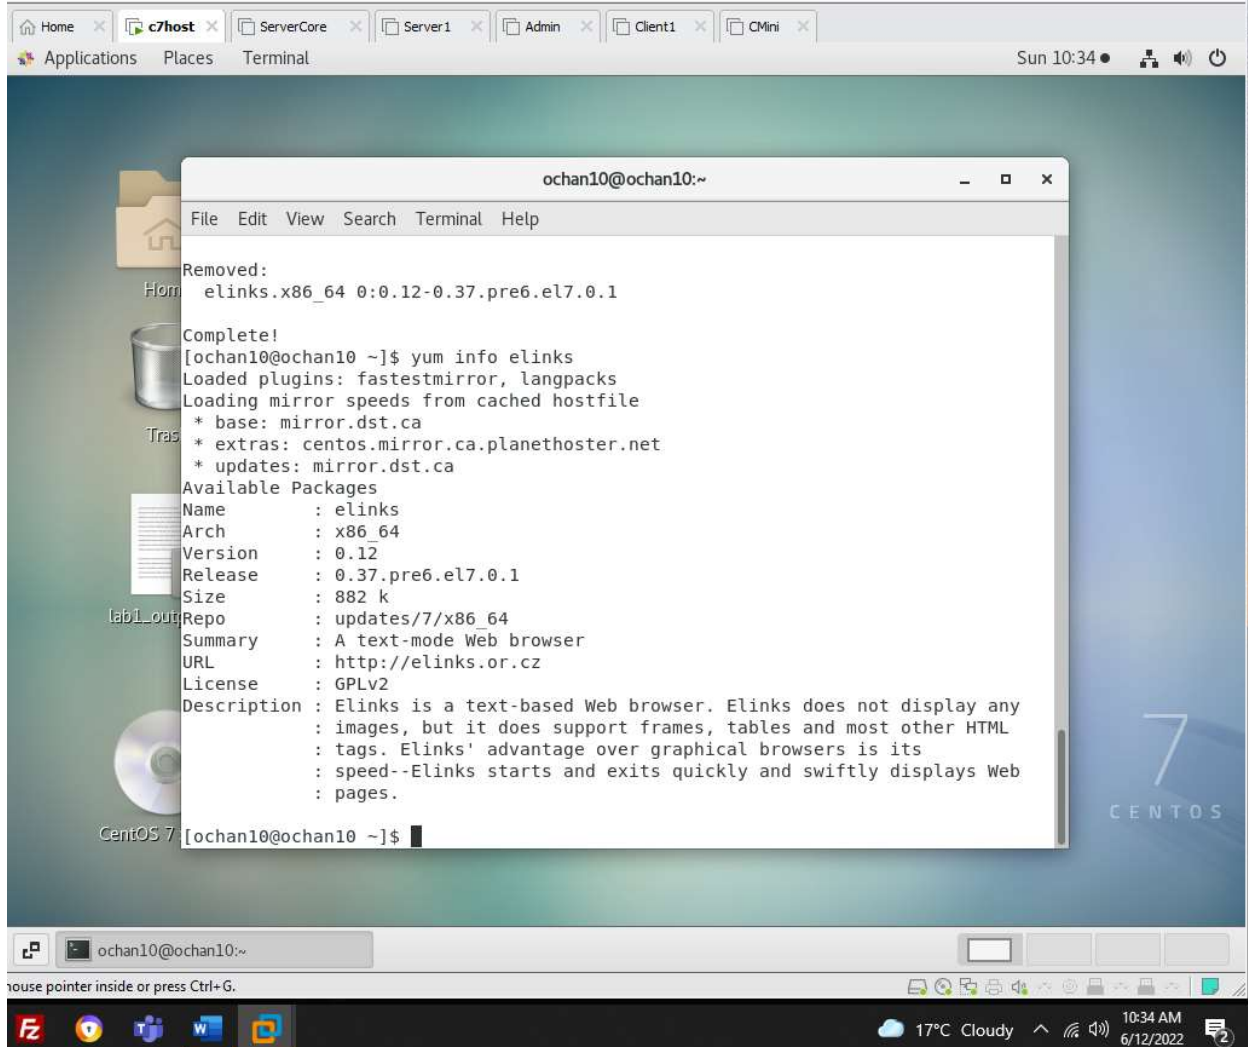 Home
c7host
ServerCore
Server1
Admin
Client1
CMini
Applications Places Terminal
Sun 10:34
ochan10@ochan10:~
File Edit View Search Terminal Help
Removed:
elinks.x86_64 0:0.12-0.37.pre6.el7.0.1
Complete!
[ochan10@ochan10 ~]$ yum info elinks
Loaded plugins: fastestmirror, langpacks
Loading mirror speeds from cached hostfile
* base: mirror.dst.ca
* extras: centos.mirror.ca.planethoster.net
* updates: mirror.dst.ca
Available Packages
Name : elinks
Arch : x86_64
Version : 0.12
Release : 0.37.pre6.el7.0.1
Size : 882 k
Repo : updates/7/x86_64
Summary : A text-mode Web browser
URL : http://elinks.or.cz
License : GPLv2
Description : Elinks is a text-based Web browser. Elinks does not display any
: images, but it does support frames, tables and most other HTML
: tags. Elinks' advantage over graphical browsers is its
: speed--Elinks starts and exits quickly and swiftly displays Web
: pages.
[ochan10@ochan10 ~]$
Hom
Tras
lab1_out
CentOS 7
7
CENTOS
ochan10@ochan10:~
ouse pointer inside or press Ctrl+G.
17°C Cloudy
10:34 AM
6/12/2022
2